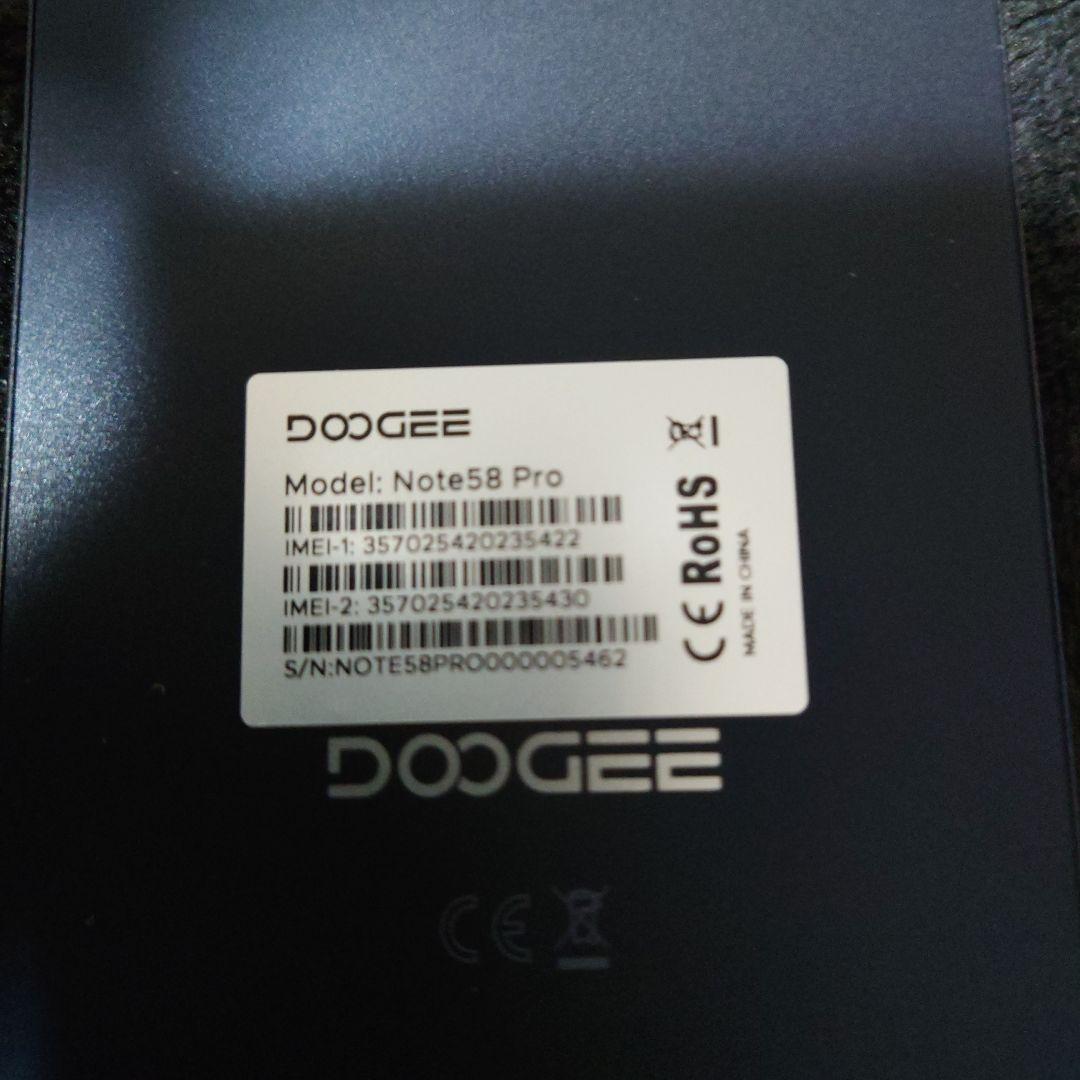 DOOGEE
Model: Note58 Pro
IMEI-1: 357025420235422
IMEI-2: 357025420235430
S/N:NOTE58PRO000005462
CE RoHS
MADE IN CHINA
DOOGEE
CE